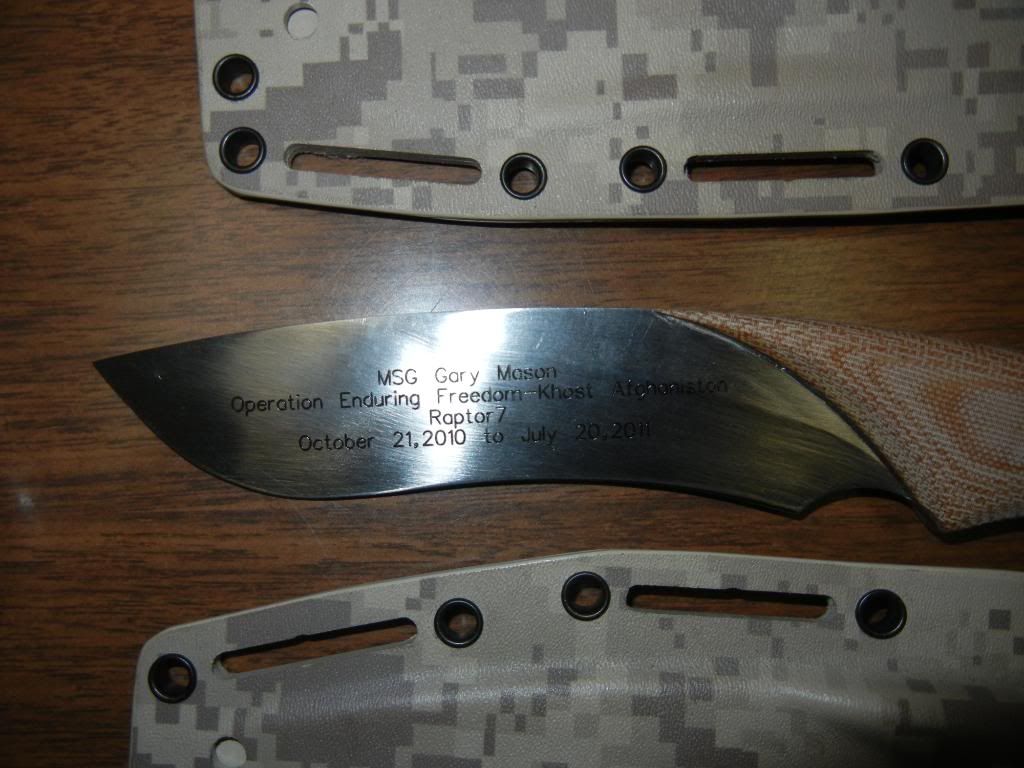 MSG Gary Mason
Operation Enduring Freedom-Khost Afghanistan
Raptor7
October 21,2010 to July 20,2011